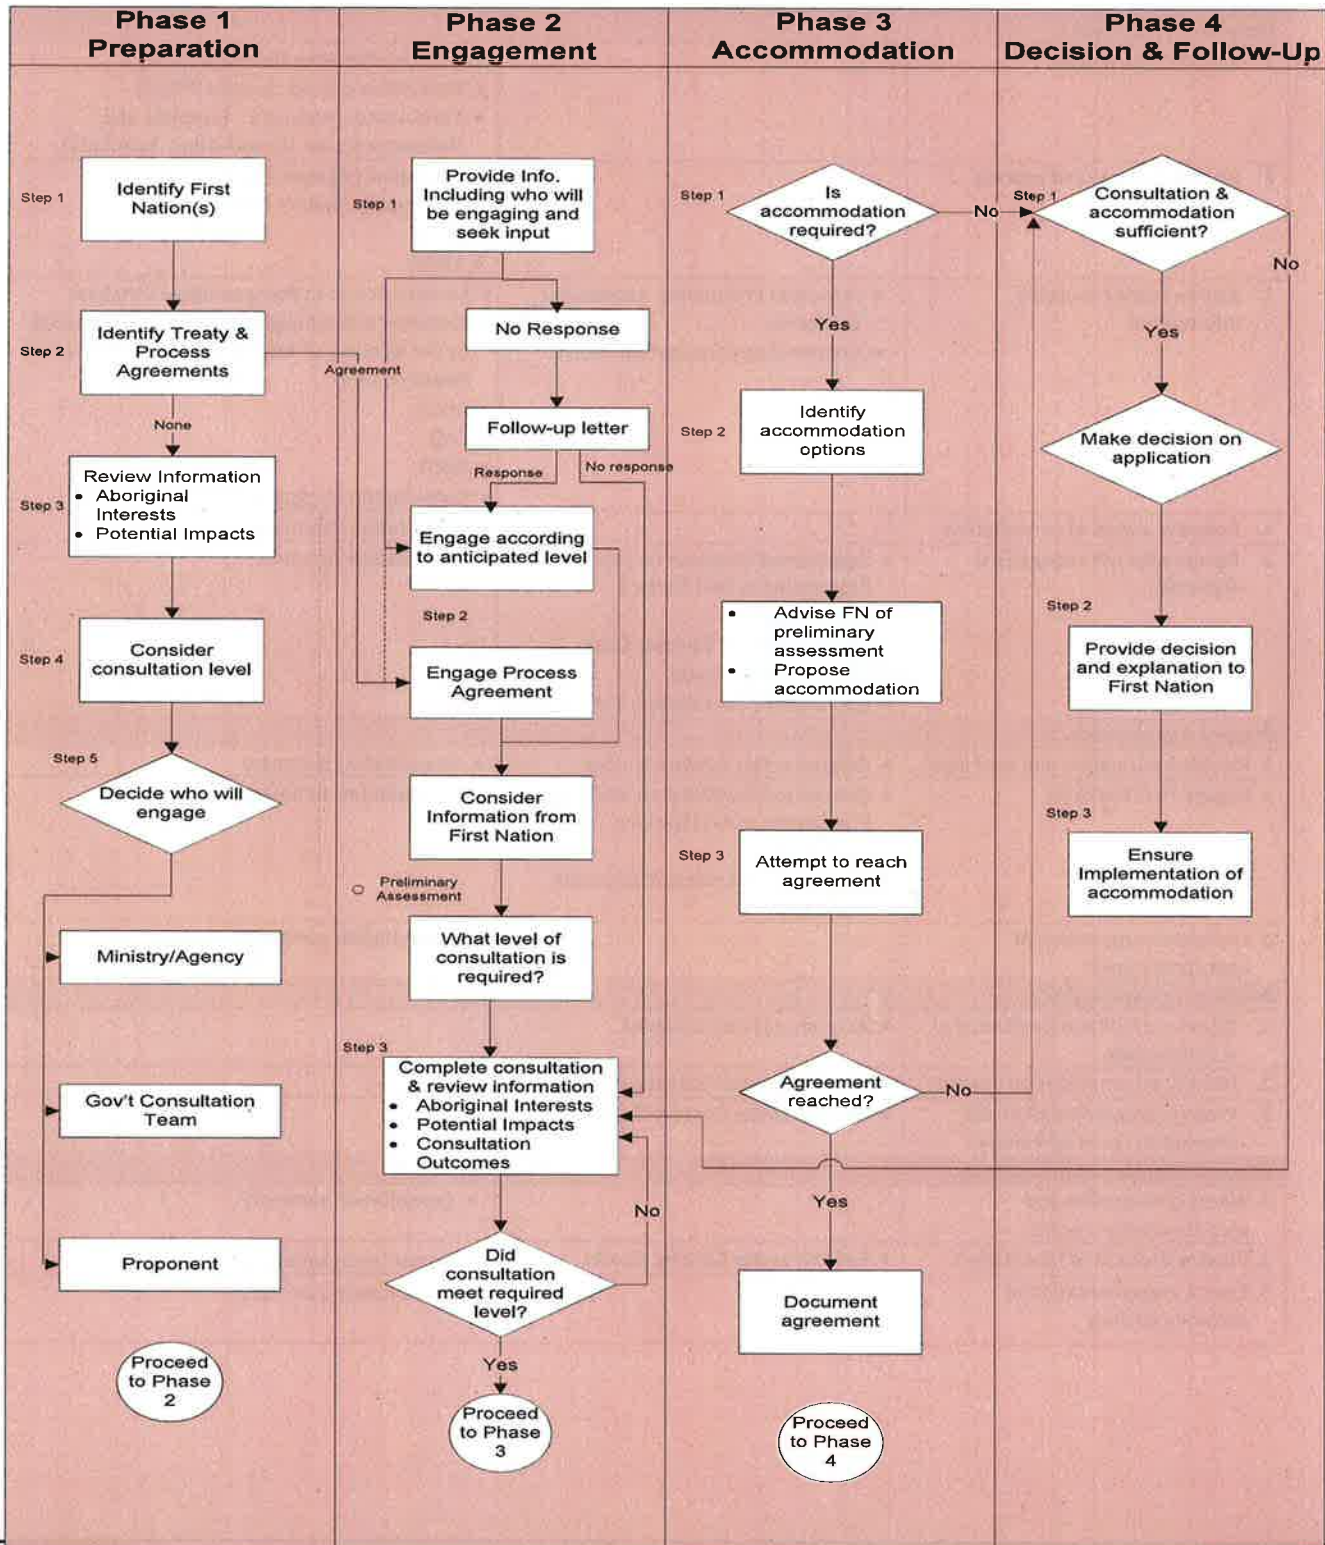 Phase 1
Preparation
Step 1
Identify First
Nation(s)
Step 2
Identify Treaty &
Process
Agreements
Agreement
None
Step 3
Review Information
• Aboriginal
Interests
• Potential Impacts
Step 4
Consider
consultation level
Step 5
Decide who will
engage
Ministry/Agency
Gov't Consultation
Team
Proponent
Proceed
to Phase
2
Phase 2
Engagement
Step 1
Provide Info.
Including who will
be engaging and
seek input
No Response
Follow-up letter
Response
No response
Engage according
to anticipated level
Step 2
Engage Process
Agreement
Consider
Information from
First Nation
Preliminary
Assessment
What level of
consultation is
required?
Step 3
Complete consultation
& review information
• Aboriginal Interests
• Potential Impacts
• Consultation
Outcomes
No
Did
consultation
meet required
level?
Yes
Proceed
to Phase
3
Phase 3
Accommodation
Step 1
Is
accommodation
required?
No
Yes
Step 2
Identify
accommodation
options
• Advise FN of
preliminary
assessment
• Propose
accommodation
Step 3
Attempt to reach
agreement
Agreement
reached?
No
Yes
Document
agreement
Proceed
to Phase
4
Phase 4
Decision & Follow-Up
Step 1
Consultation &
accommodation
sufficient?
No
Yes
Make decision on
application
Step 2
Provide decision
and explanation to
First Nation
Step 3
Ensure
Implementation of
accommodation